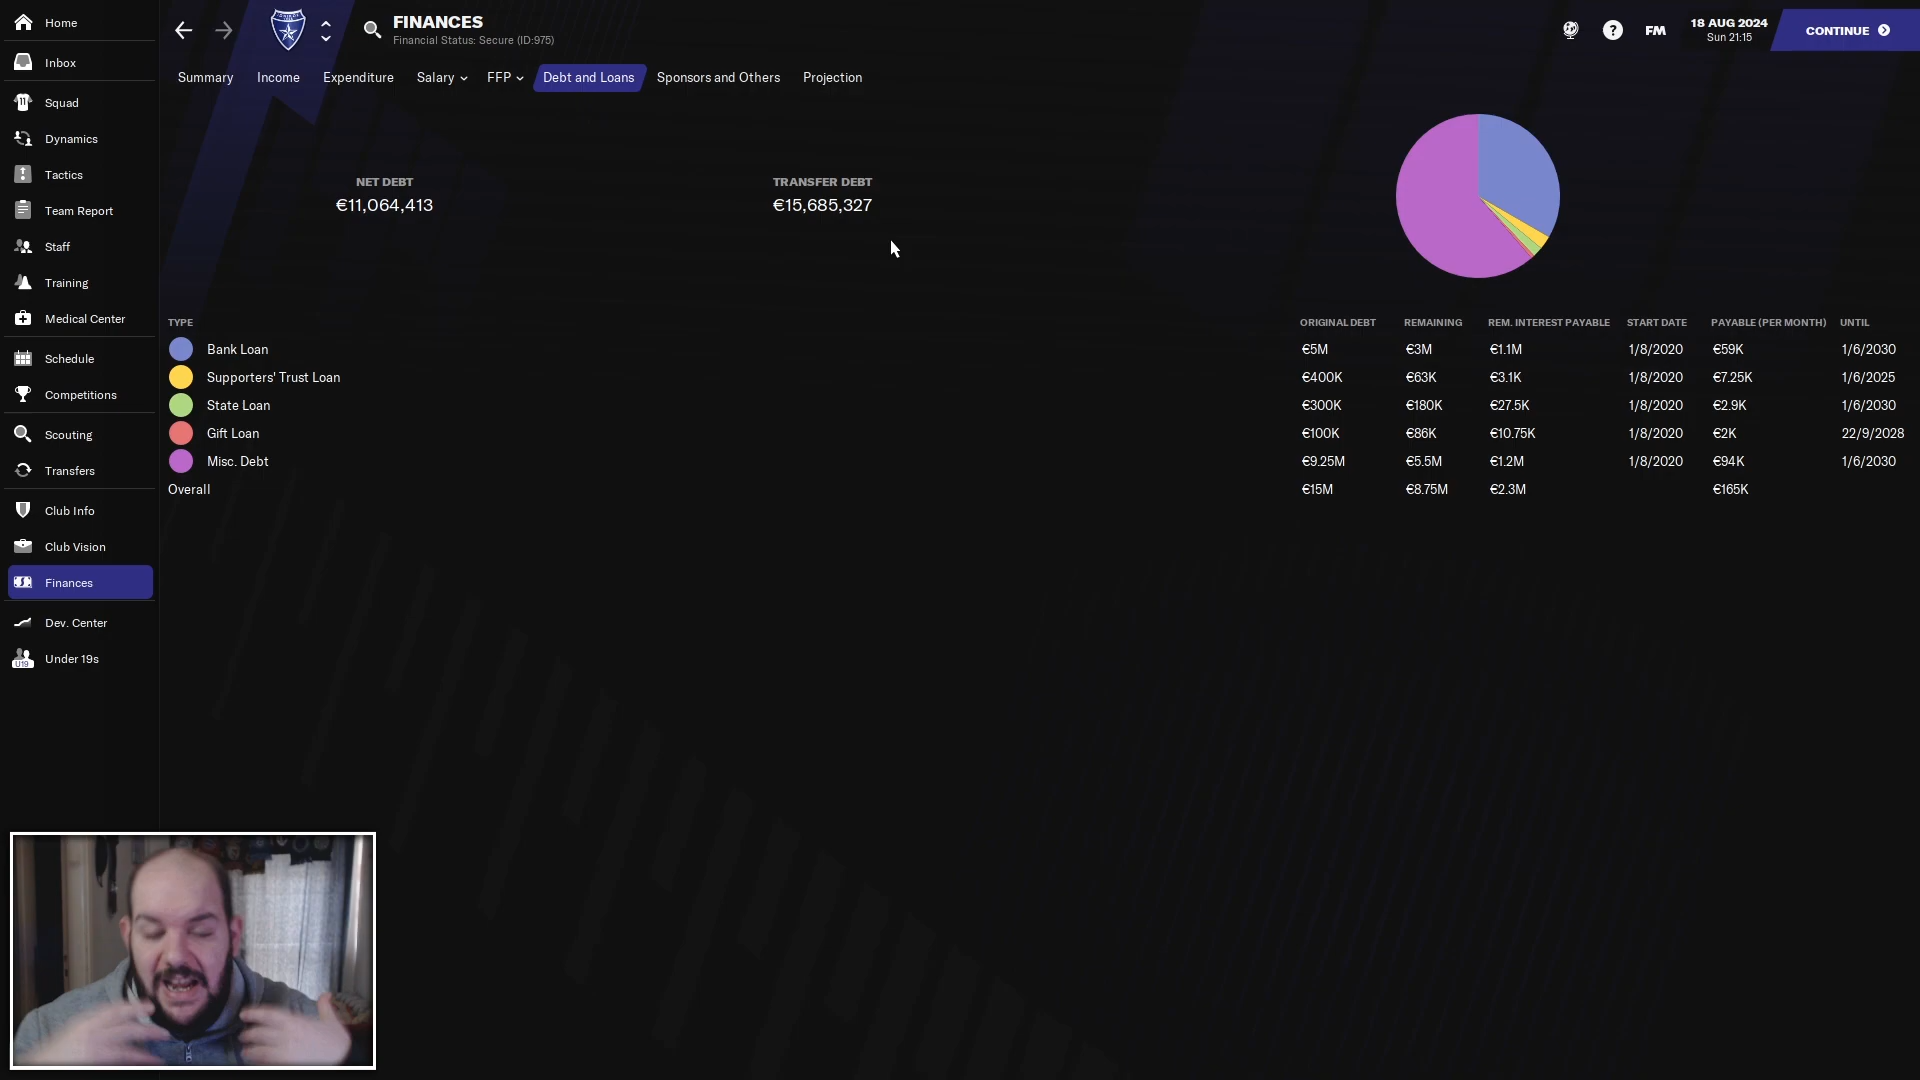 Home
Inbox
Squad
Dynamics
Tactics
Team Report
Staff
Training
Medical Center
Schedule
Competitions
Scouting
Transfers
Club Info
Club Vision
Finances
Dev. Center
U19
Under 19s
FINANCES
Financial Status: Secure (ID:975)
FM
18 AUG 2024
Sun 21:15
CONTINUE
Summary Income Expenditure Salary FFP Debt and Loans Sponsors and Others Projection
NET DEBT TRANSFER DEBT
€11,064,413 €15,685,327
TYPE ORIGINAL DEBT REMAINING REM. INTEREST PAYABLE START DATE PAYABLE (PER MONTH) UNTIL
Bank Loan €5M €3M €1.1M 1/8/2020 €59K 1/6/2030
Supporters' Trust Loan €400K €63K €3.1K 1/8/2020 €7.25K 1/6/2025
State Loan €300K €180K €27.5K 1/8/2020 €2.9K 1/6/2030
Gift Loan €100K €86K €10.75K 1/8/2020 €2K 22/9/2028
Misc. Debt €9.25M €5.5M €1.2M 1/8/2020 €94K 1/6/2030
Overall €15M €8.75M €2.3M €165K